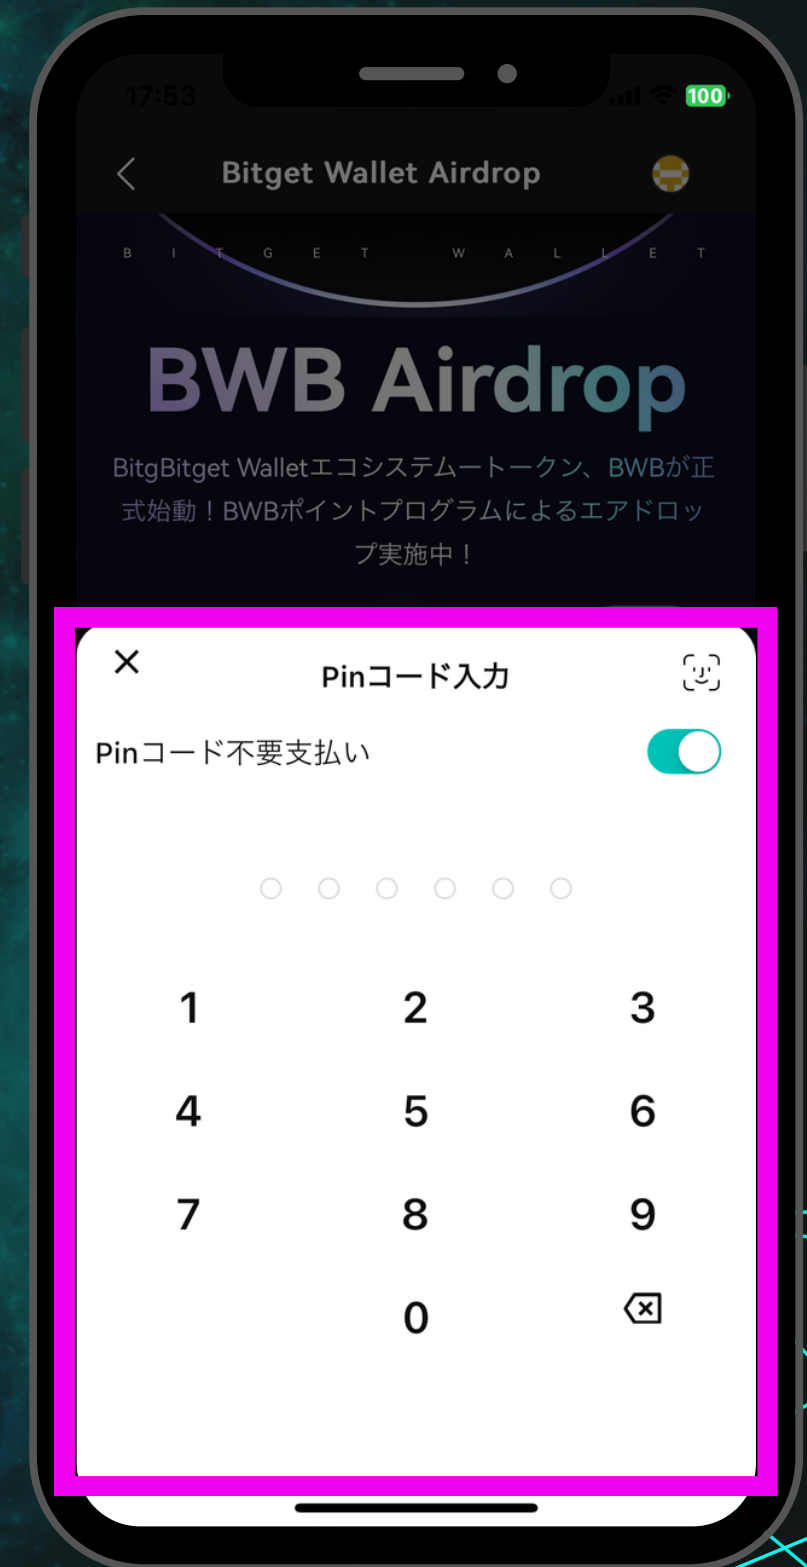 17:53
100
Bitget Wallet Airdrop
BITGET WALLET
BWB Airdrop
BitgBitget Walletエコシステムートークン、BWBが正
式始動！BWBポイントプログラムによるエアドロッ
プ実施中！
Pinコード入力
Pinコード不要支払い
1 2 3
4 5 6
7 8 9
0